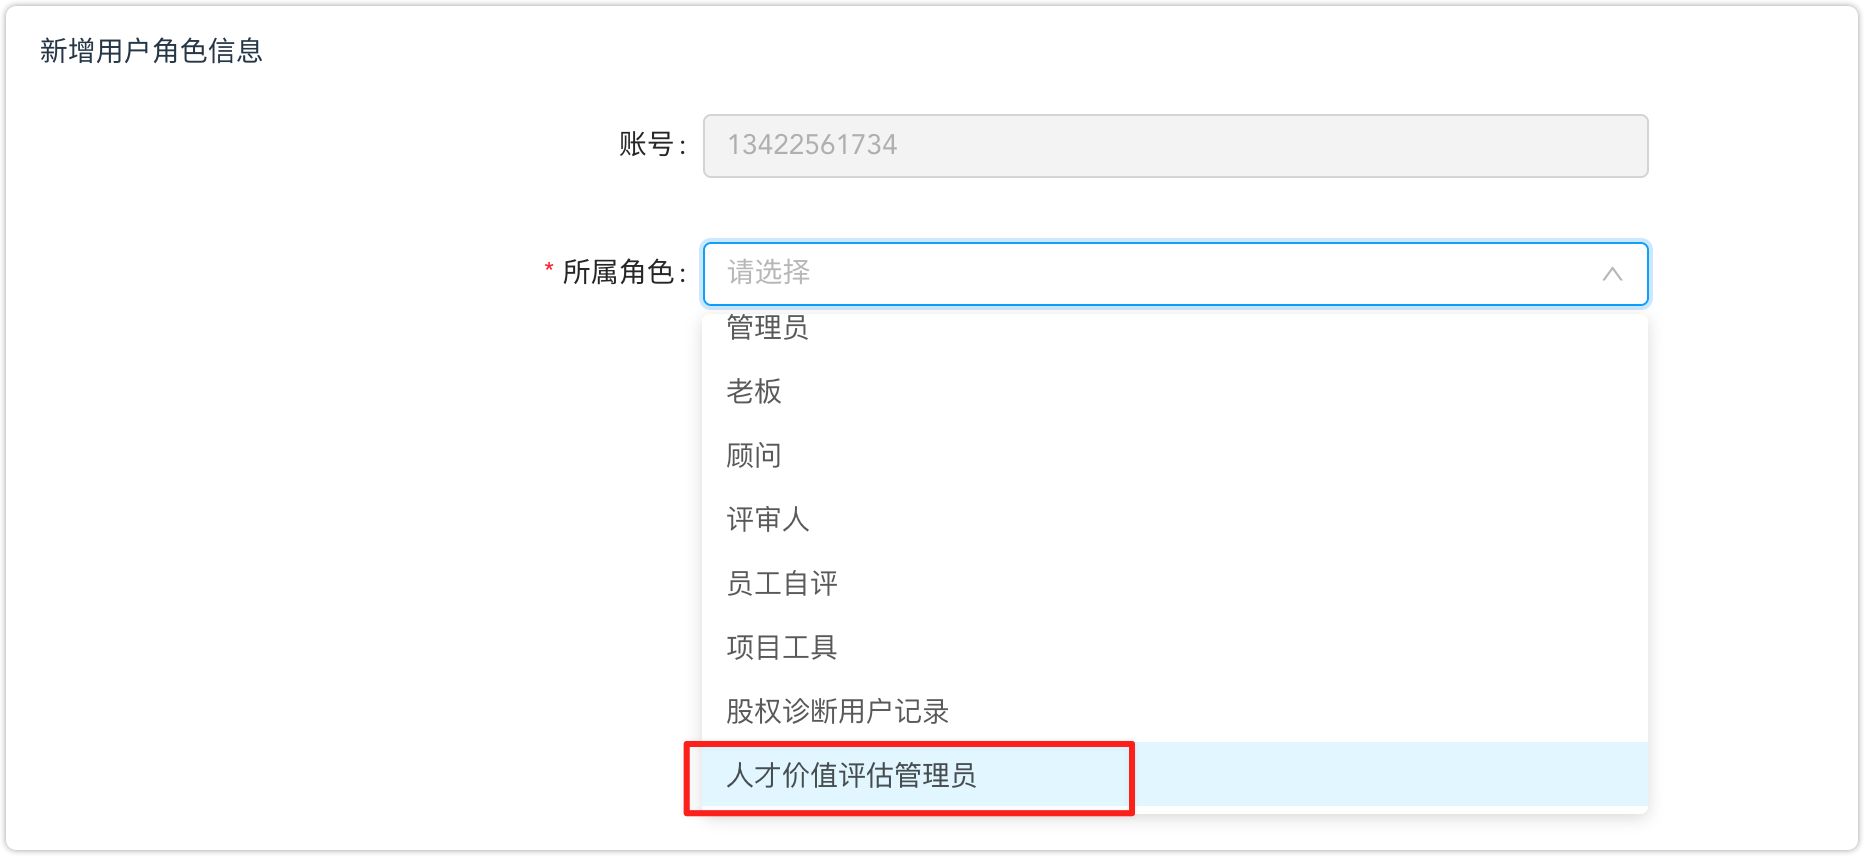 新增用户角色信息
账号:
13422561734
* 所属角色:
请选择
管理员
老板
顾问
评审人
员工自评
项目工具
股权诊断用户记录
人才价值评估管理员